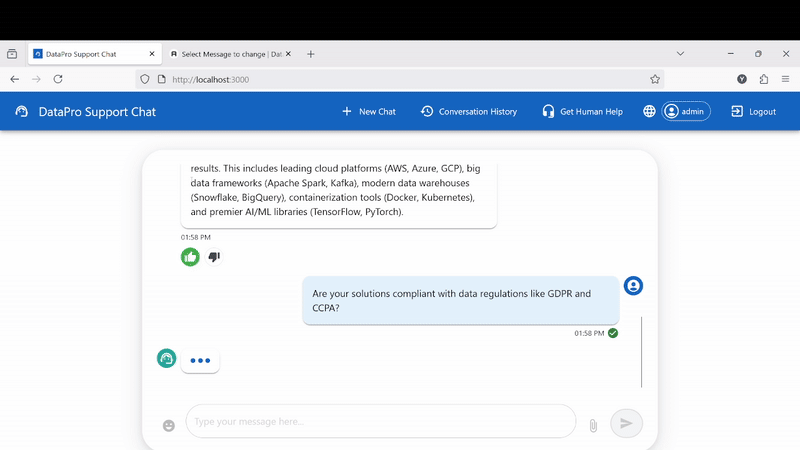 DataPro Support Chat
Select Message to change | Dat
http://localhost:3000
DataPro Support Chat
New Chat
Conversation History
Get Human Help
admin
Logout
results. This includes leading cloud platforms (AWS, Azure, GCP), big
data frameworks (Apache Spark, Kafka), modern data warehouses
(Snowflake, BigQuery), containerization tools (Docker, Kubernetes),
and premier AI/ML libraries (TensorFlow, PyTorch).
01:58 PM
Are your solutions compliant with data regulations like GDPR and
CCPA?
01:58 PM
Type your message here...